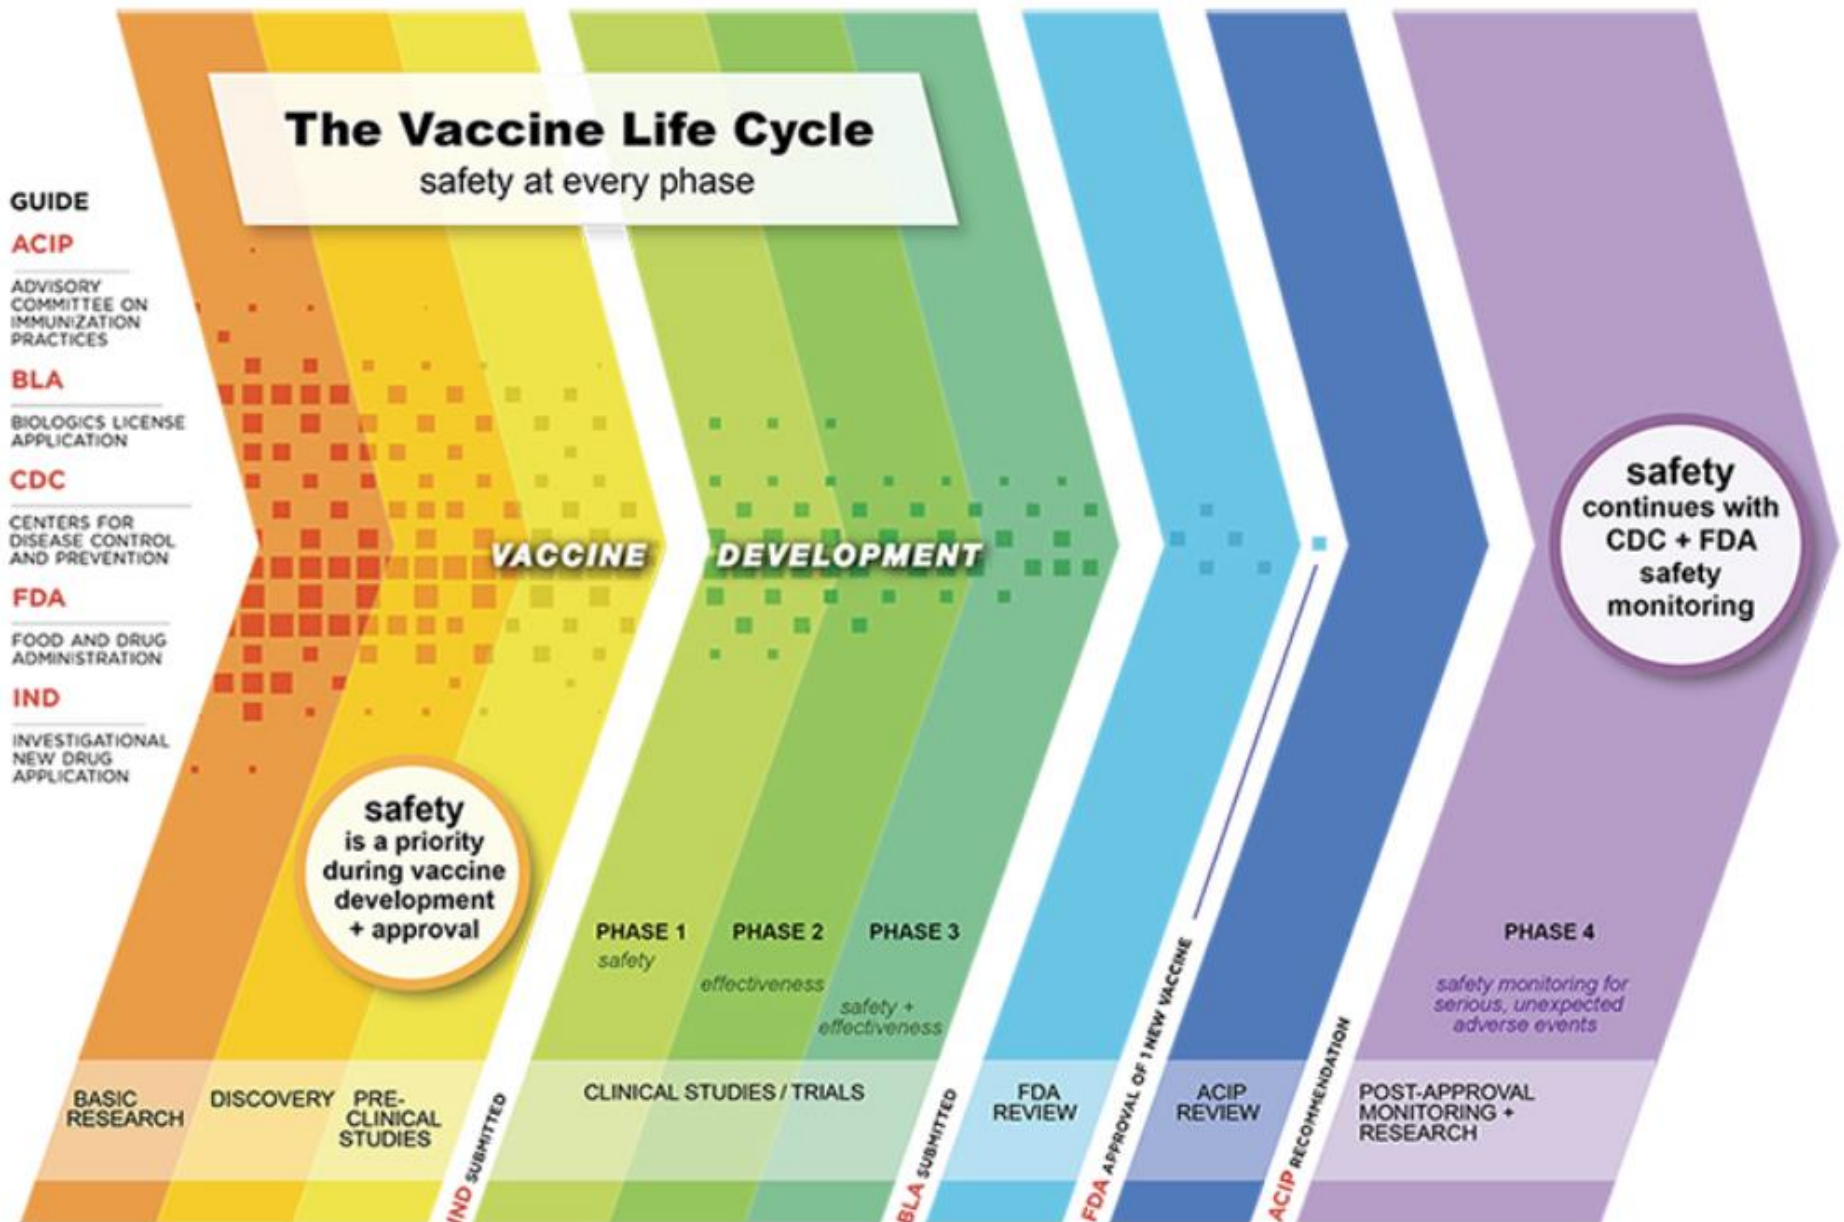 The Vaccine Life Cycle
safety at every phase
GUIDE
ACIP
ADVISORY
COMMITTEE ON
IMMUNIZATION
PRACTICES
BLA
BIOLOGICS LICENSE
APPLICATION
CDC
CENTERS FOR
DISEASE CONTROL
AND PREVENTION
FDA
FOOD AND DRUG
ADMINISTRATION
IND
INVESTIGATIONAL
NEW DRUG
APPLICATION
VACCINE DEVELOPMENT
safety
is a priority
during vaccine
development
+ approval
safety
continues with
CDC + FDA
safety
monitoring
PHASE 1
safety
PHASE 2
effectiveness
PHASE 3
safety +
effectiveness
PHASE 4
safety monitoring for
serious, unexpected
adverse events
BASIC
RESEARCH
DISCOVERY
PRE-
CLINICAL
STUDIES
IND SUBMITTED
CLINICAL STUDIES / TRIALS
BLA SUBMITTED
FDA
REVIEW
FDA APPROVAL OF 1 NEW VACCINE
ACIP
REVIEW
ACIP RECOMMENDATION
POST-APPROVAL
MONITORING +
RESEARCH